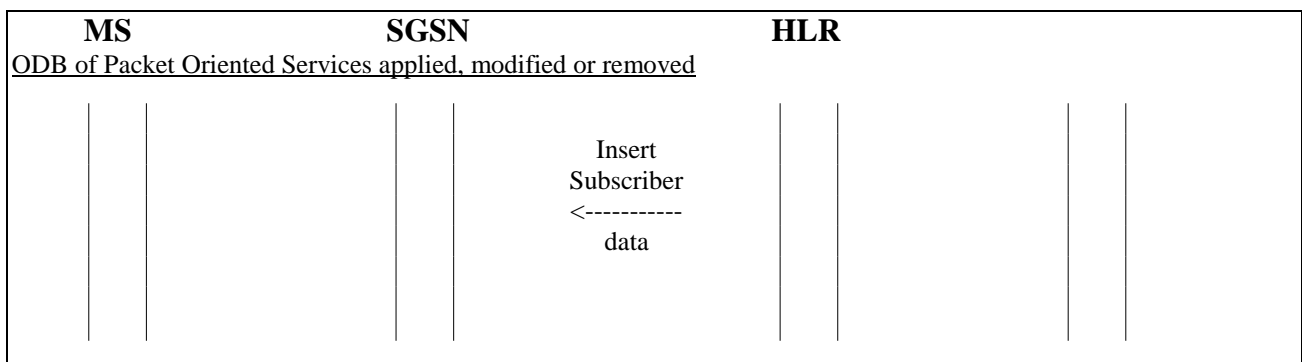 MS SGSN HLR
ODB of Packet Oriented Services applied, modified or removed
Insert
Subscriber
<-----------
data